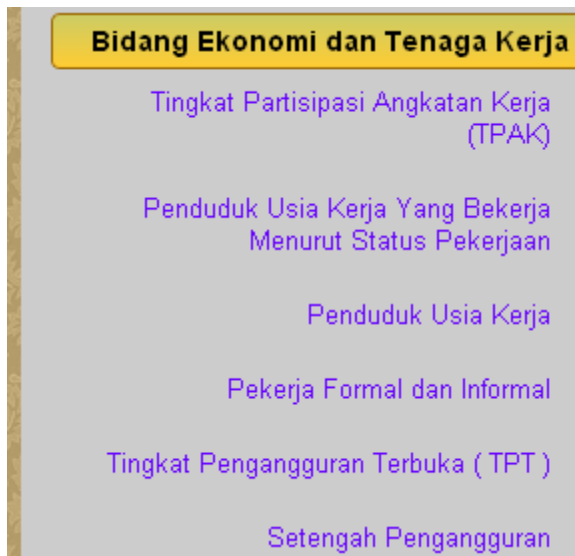 Bidang Ekonomi dan Tenaga Kerja
Tingkat Partisipasi Angkatan Kerja
(TPAK)
Penduduk Usia Kerja Yang Bekerja
Menurut Status Pekerjaan
Penduduk Usia Kerja
Pekerja Formal dan Informal
Tingkat Pengangguran Terbuka ( TPT )
Setengah Pengangguran